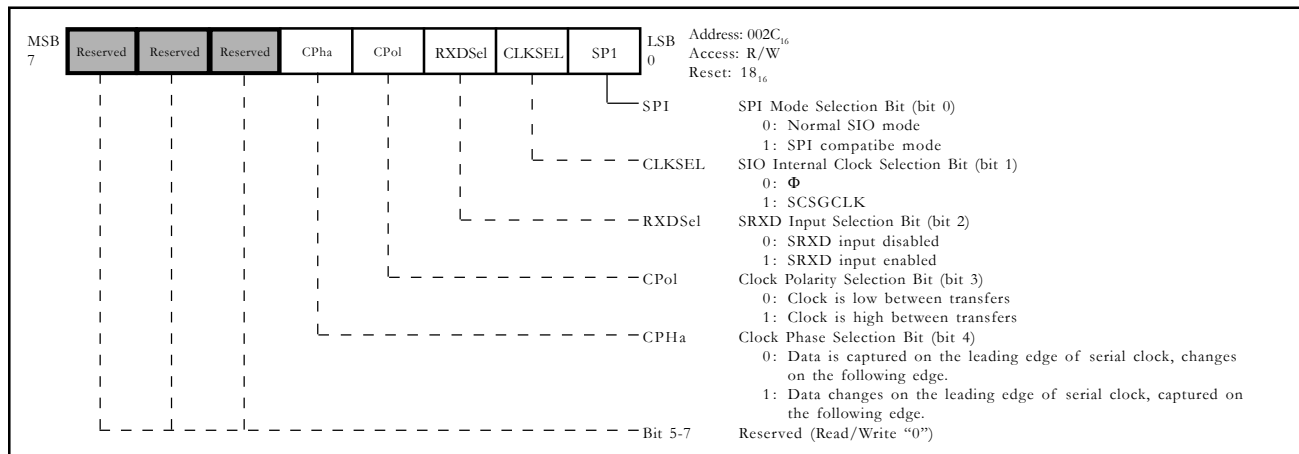 MSB
7
Reserved
Reserved
Reserved
CPha
CPol
RXDSel
CLKSEL
SP1
LSB
0
Address: 002C₁₆
Access: R/W
Reset: 18₁₆
SPI SPI Mode Selection Bit (bit 0)
0: Normal SIO mode
1: SPI compatibe mode
CLKSEL SIO Internal Clock Selection Bit (bit 1)
0: Φ
1: SCSGCLK
RXDSel SRXD Input Selection Bit (bit 2)
0: SRXD input disabled
1: SRXD input enabled
CPol Clock Polarity Selection Bit (bit 3)
0: Clock is low between transfers
1: Clock is high between transfers
CPHa Clock Phase Selection Bit (bit 4)
0: Data is captured on the leading edge of serial clock, changes
on the following edge.
1: Data changes on the leading edge of serial clock, captured on
the following edge.
Bit 5-7 Reserved (Read/Write “0”)